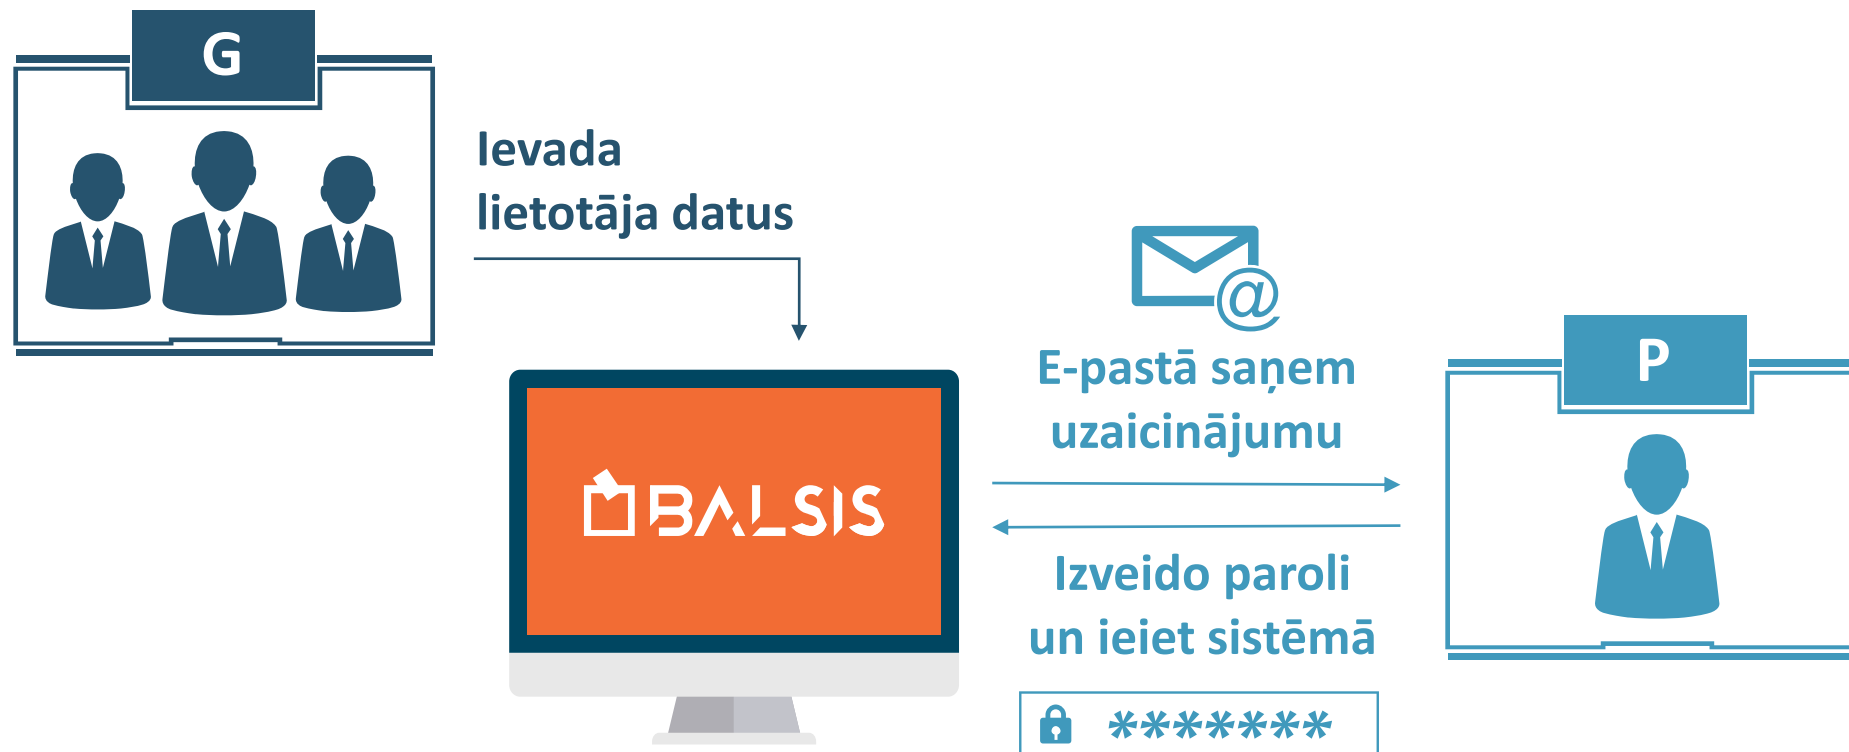 G
Ievada
lietotāja datus
@
E-pastā saņem
uzaicinājumu
P
BALSIS
Izveido paroli
un ieiet sistēmā
*******